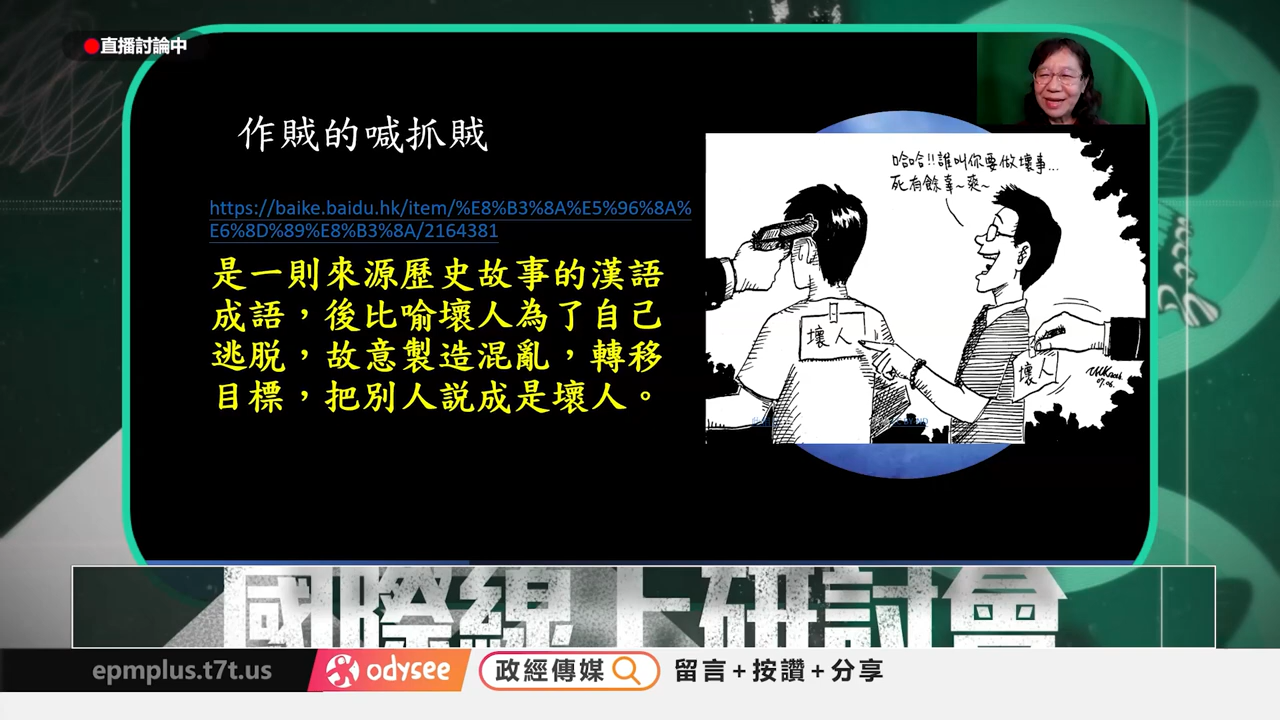 直播討論中
作賊的喊抓賊
https://baike.baidu.hk/item/%E8%B3%8A%E5%96%8A%
E6%8D%89%E8%B3%8A/2164381
是一則來源歷史故事的漢語
成語，後比喻壞人為了自己
逃脫，故意製造混亂，轉移
目標，把別人説成是壞人。
哈哈!!誰叫你要做壞事...
死有餘辜~爽~
壞人
壞人
國際線上研討會
epmplus.t7t.us
odysee
政經傳媒
留言+按讚+分享